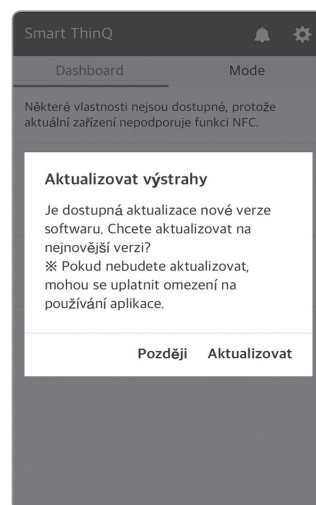 Smart ThinQ
Dashboard Mode
Některé vlastnosti nejsou dostupné, protože
aktuální zařízení nepodporuje funkci NFC.
Aktualizovat výstrahy
Je dostupná aktualizace nové verze
softwaru. Chcete aktualizovat na
nejnovější verzi?
※ Pokud nebudete aktualizovat,
mohou se uplatnit omezení na
používání aplikace.
Později Aktualizovat